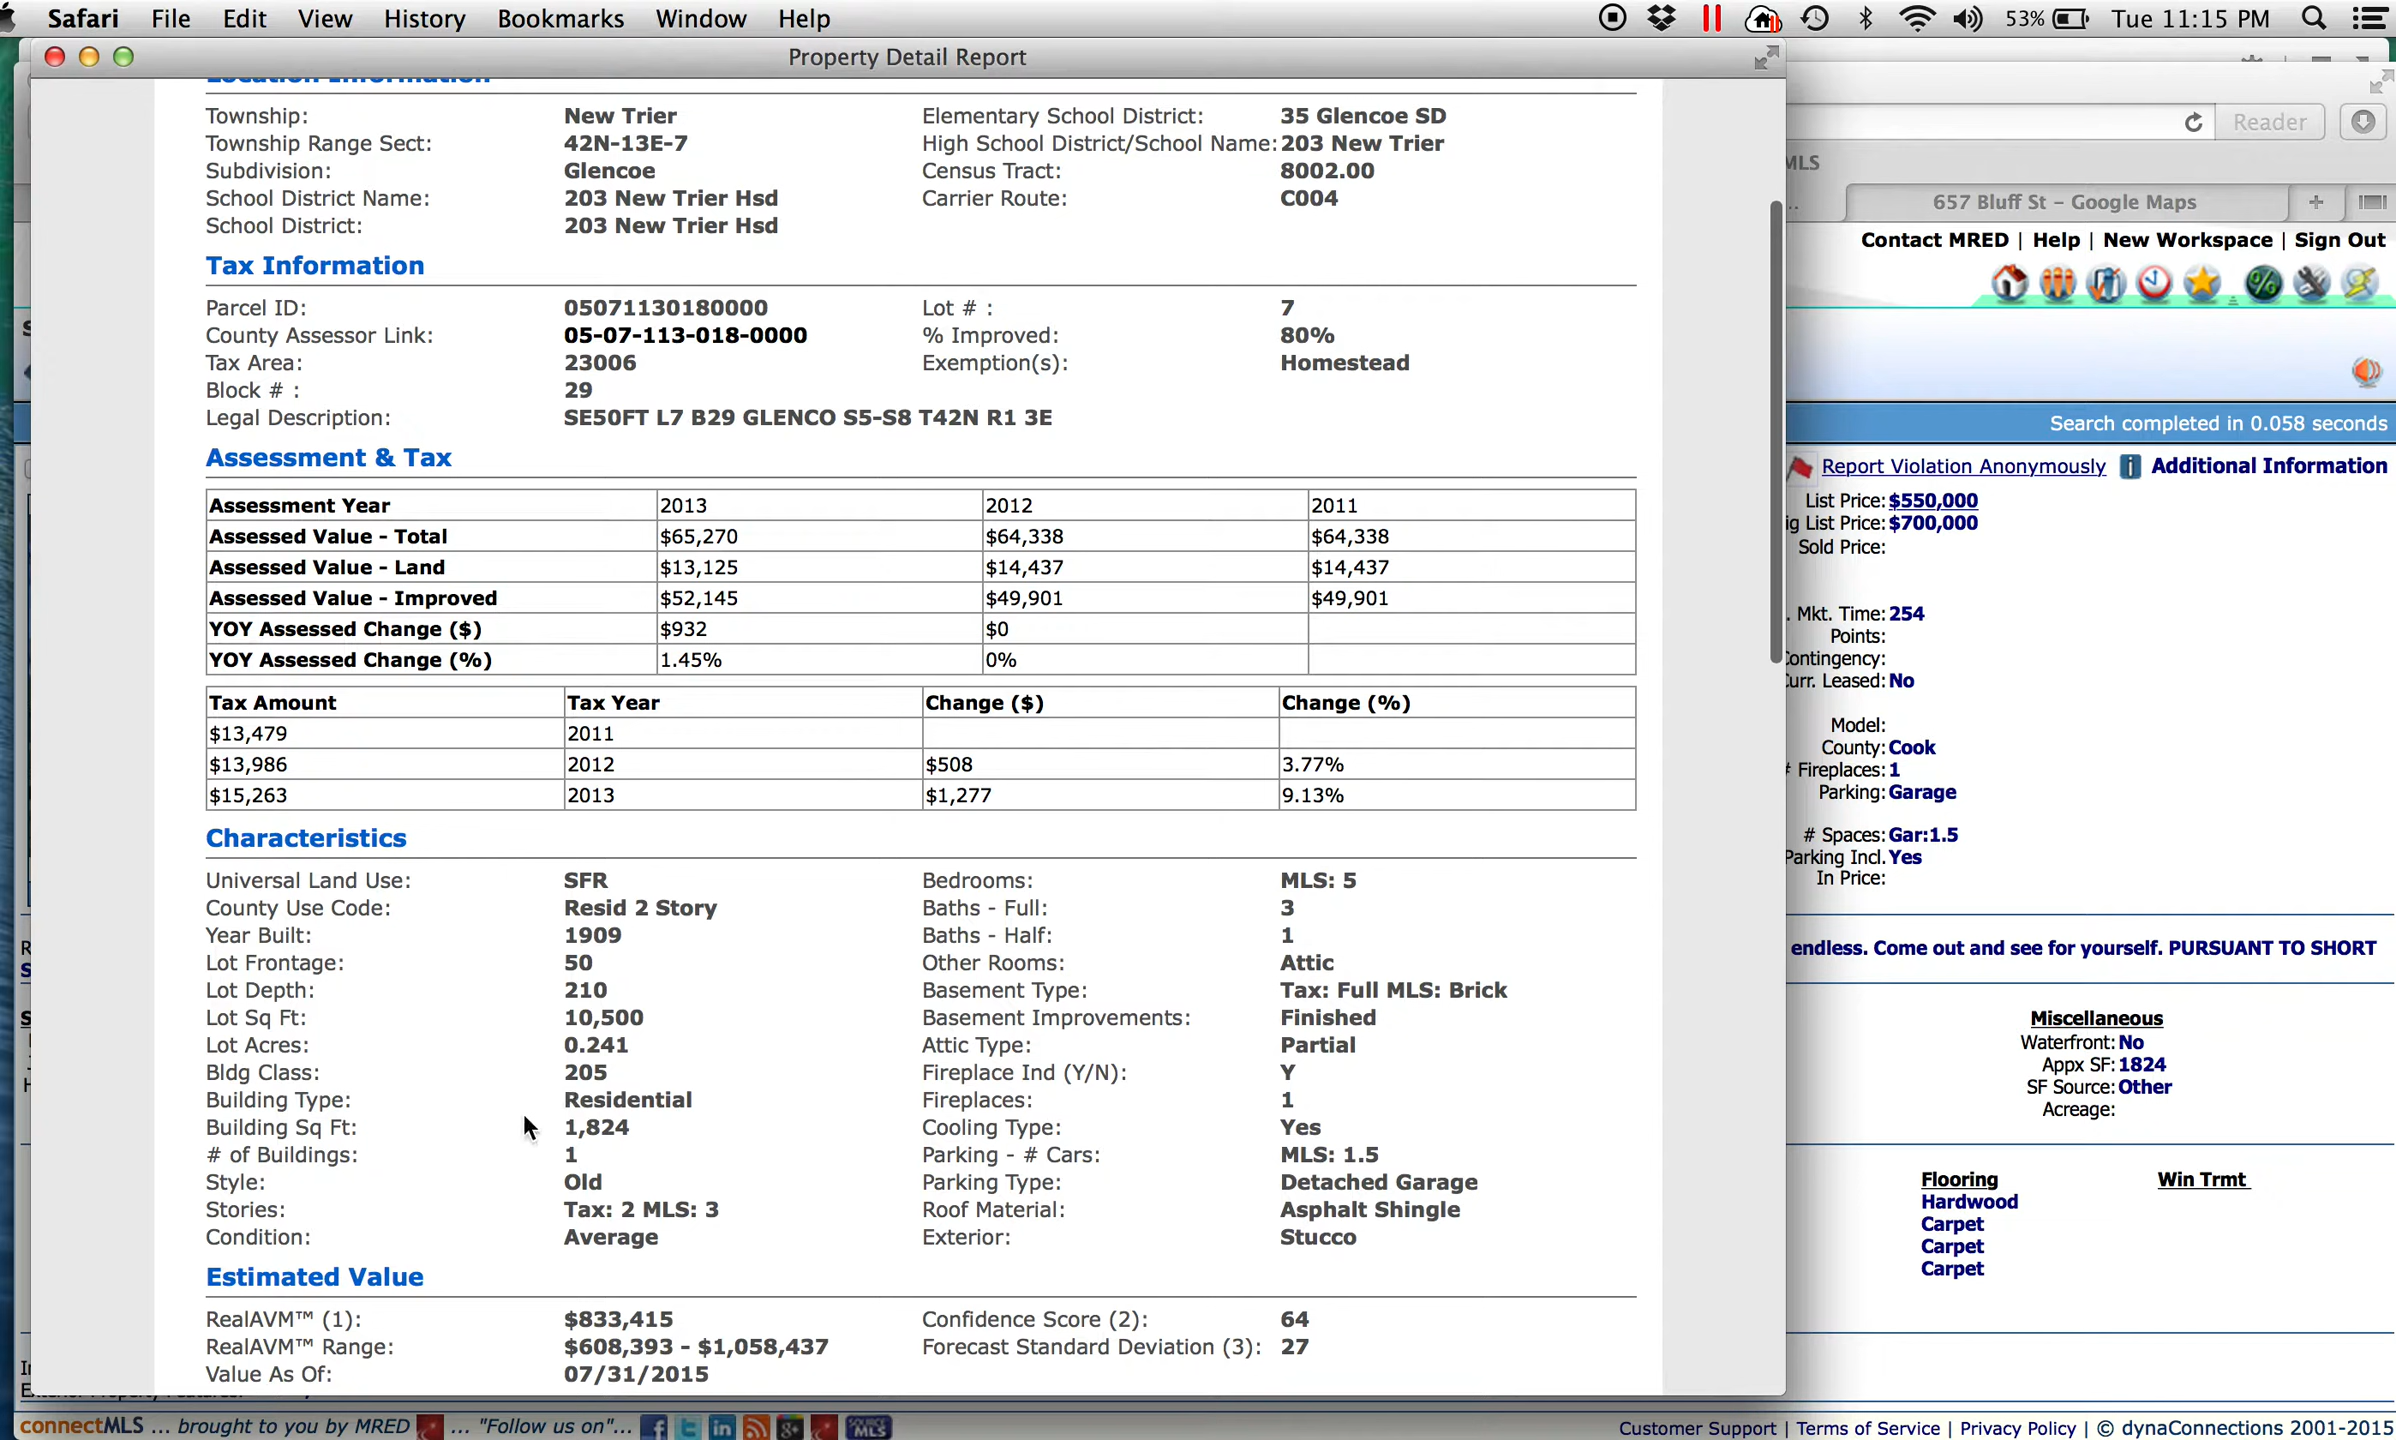 Safari File Edit View History Bookmarks Window Help 53% Tue 11:15 PM
Property Detail Report
Location Information
Township: New Trier Elementary School District: 35 Glencoe SD
Township Range Sect: 42N-13E-7 High School District/School Name: 203 New Trier
Subdivision: Glencoe Census Tract: 8002.00
School District Name: 203 New Trier Hsd Carrier Route: C004
School District: 203 New Trier Hsd
Tax Information
Parcel ID: 05071130180000 Lot # : 7
County Assessor Link: 05-07-113-018-0000 % Improved: 80%
Tax Area: 23006 Exemption(s): Homestead
Block # : 29
Legal Description: SE50FT L7 B29 GLENCO S5-S8 T42N R1 3E
Assessment & Tax
Assessment Year 2013 2012 2011
Assessed Value - Total $65,270 $64,338 $64,338
Assessed Value - Land $13,125 $14,437 $14,437
Assessed Value - Improved $52,145 $49,901 $49,901
YOY Assessed Change ($) $932 $0
YOY Assessed Change (%) 1.45% 0%
Tax Amount Tax Year Change ($) Change (%)
$13,479 2011
$13,986 2012 $508 3.77%
$15,263 2013 $1,277 9.13%
Characteristics
Universal Land Use: SFR Bedrooms: MLS: 5
County Use Code: Resid 2 Story Baths - Full: 3
Year Built: 1909 Baths - Half: 1
Lot Frontage: 50 Other Rooms: Attic
Lot Depth: 210 Basement Type: Tax: Full MLS: Brick
Lot Sq Ft: 10,500 Basement Improvements: Finished
Lot Acres: 0.241 Attic Type: Partial
Bldg Class: 205 Fireplace Ind (Y/N): Y
Building Type: Residential Fireplaces: 1
Building Sq Ft: 1,824 Cooling Type: Yes
# of Buildings: 1 Parking - # Cars: MLS: 1.5
Style: Old Parking Type: Detached Garage
Stories: Tax: 2 MLS: 3 Roof Material: Asphalt Shingle
Condition: Average Exterior: Stucco
Estimated Value
RealAVM™ (1): $833,415 Confidence Score (2): 64
RealAVM™ Range: $608,393 - $1,058,437 Forecast Standard Deviation (3): 27
Value As Of: 07/31/2015
Reader
MLS
657 Bluff St – Google Maps
Contact MRED | Help | New Workspace | Sign Out
Search completed in 0.058 seconds
Report Violation Anonymously Additional Information
List Price: $550,000
ig List Price: $700,000
Sold Price:
. Mkt. Time: 254
Points:
Contingency:
Curr. Leased: No
Model:
County: Cook
# Fireplaces: 1
Parking: Garage
# Spaces: Gar:1.5
Parking Incl. Yes
In Price:
endless. Come out and see for yourself. PURSUANT TO SHORT
Miscellaneous
Waterfront: No
Appx SF: 1824
SF Source: Other
Acreage:
Flooring Win Trmt
Hardwood
Carpet
Carpet
Carpet
connectMLS ... brought to you by MRED ... "Follow us on"...
Customer Support | Terms of Service | Privacy Policy | © dynaConnections 2001-2015